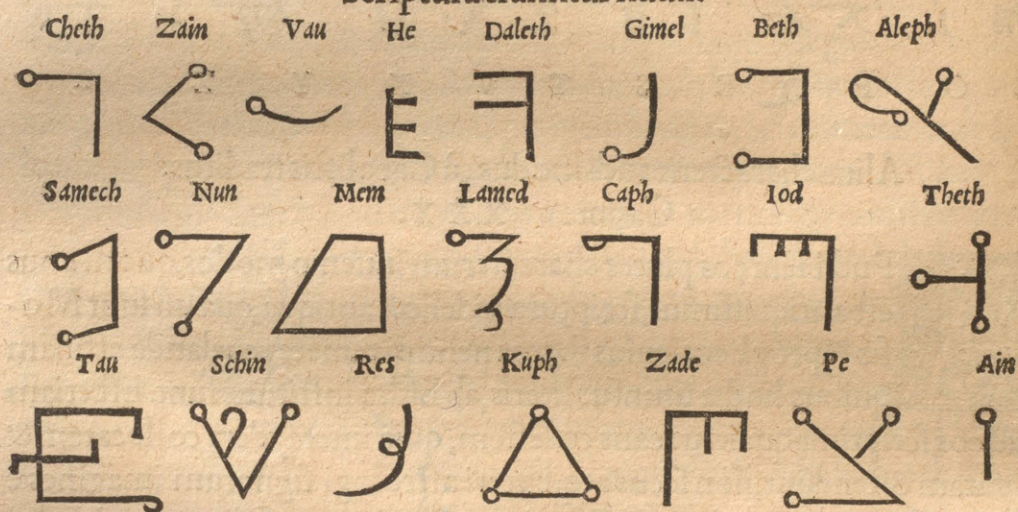 Cheth Zain Vau He Daleth Gimel Beth Aleph
Samech Nun Mem Lamed Caph Iod Theth
Tau Schin Res Kuph Zade Pe Ain